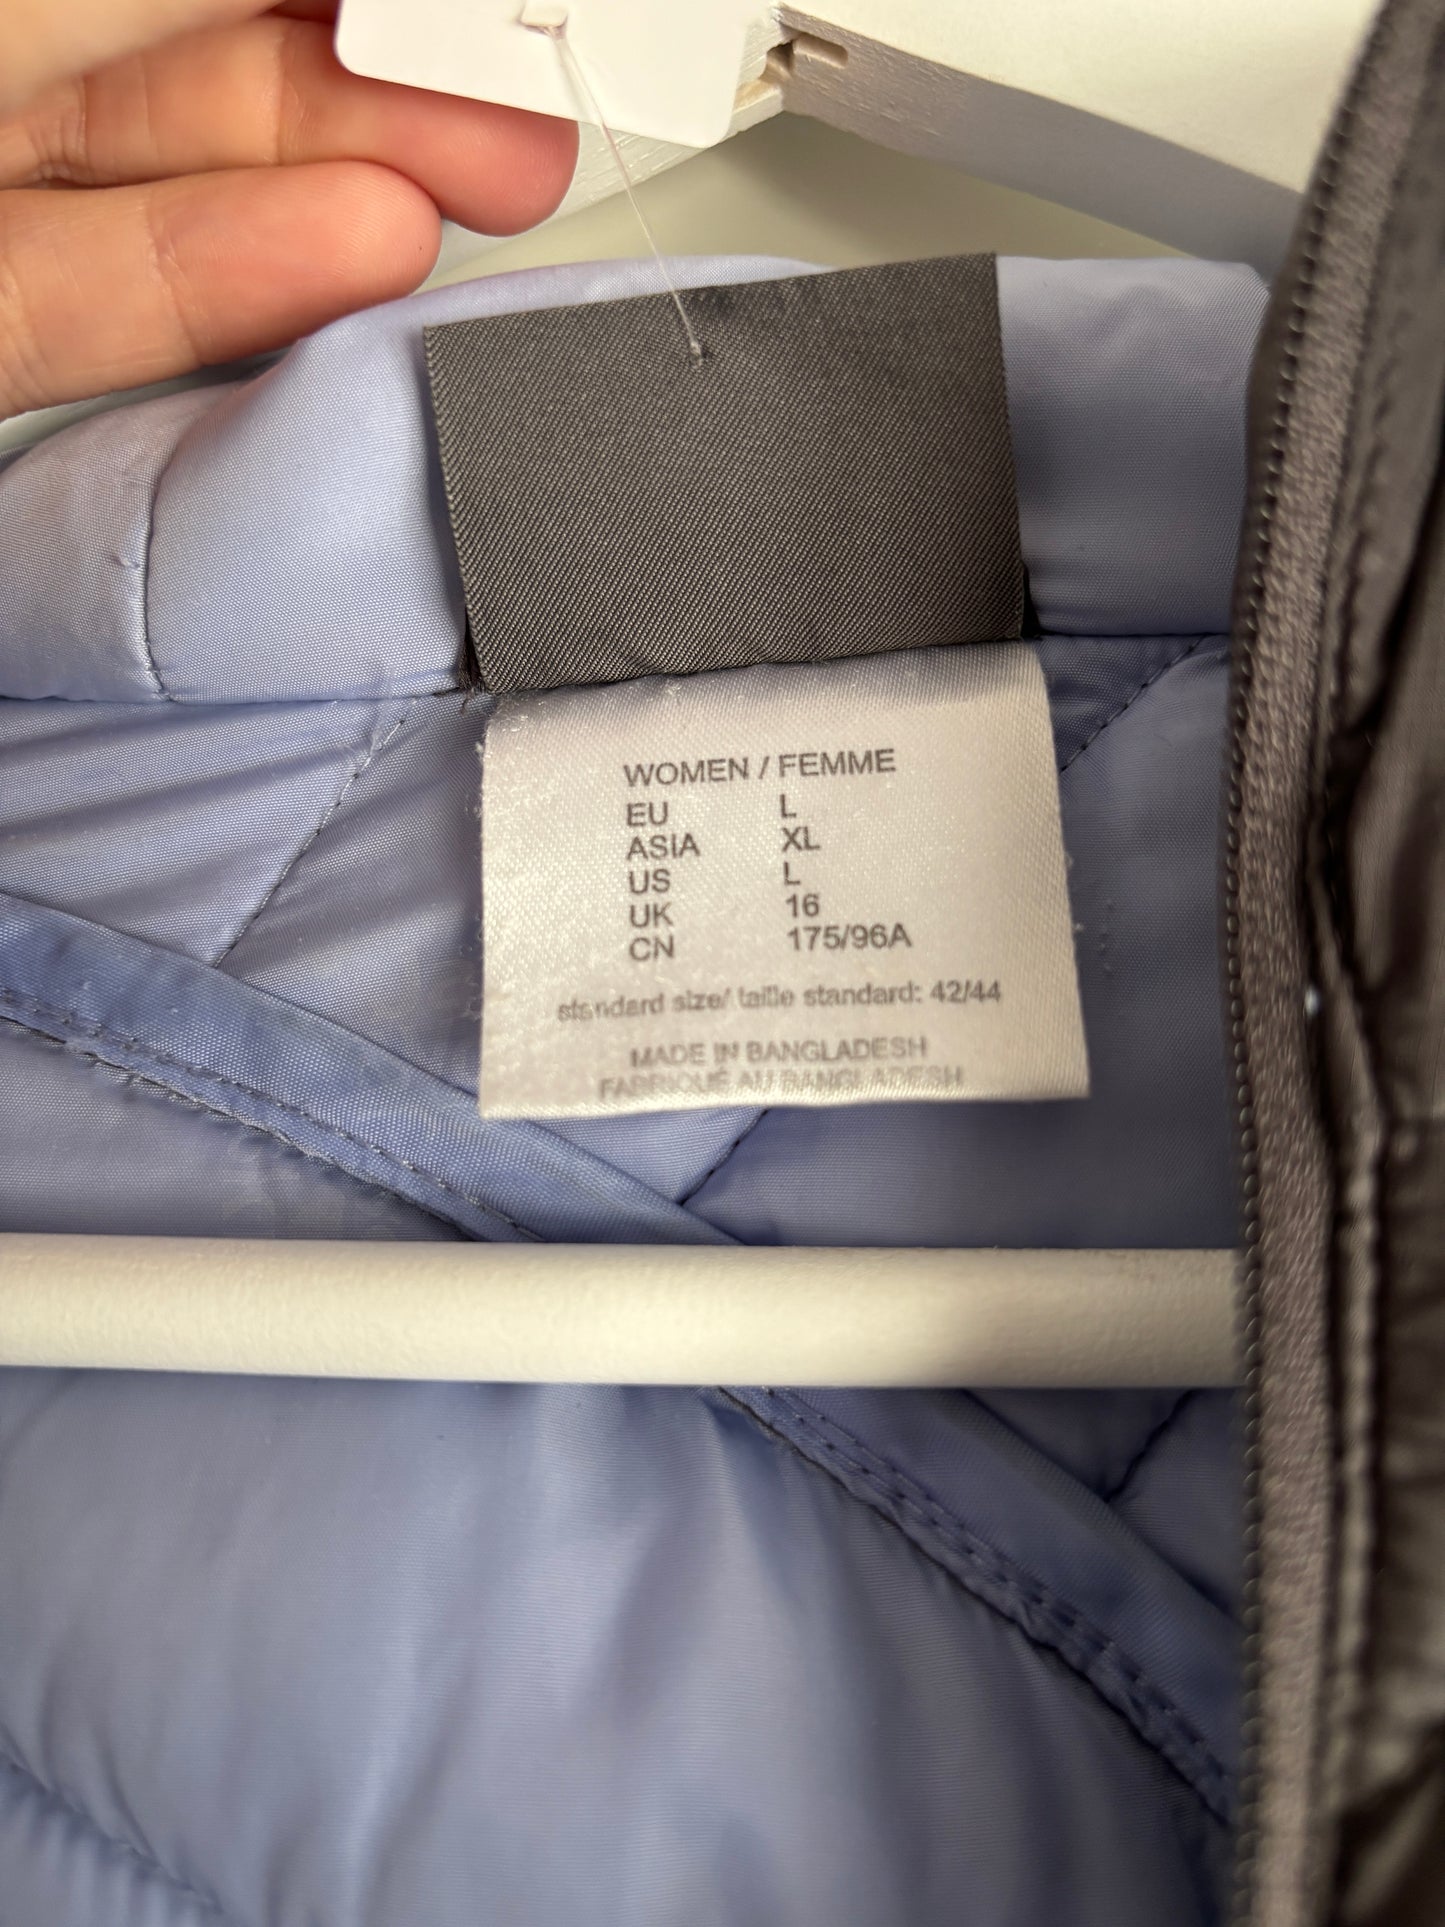 WOMEN / FEMME
EU L
ASIA XL
US L
UK 16
CN 175/96A
standard size/ taille standard: 42/44
MADE IN BANGLADESH
FABRIQUÉ AU BANGLADESH